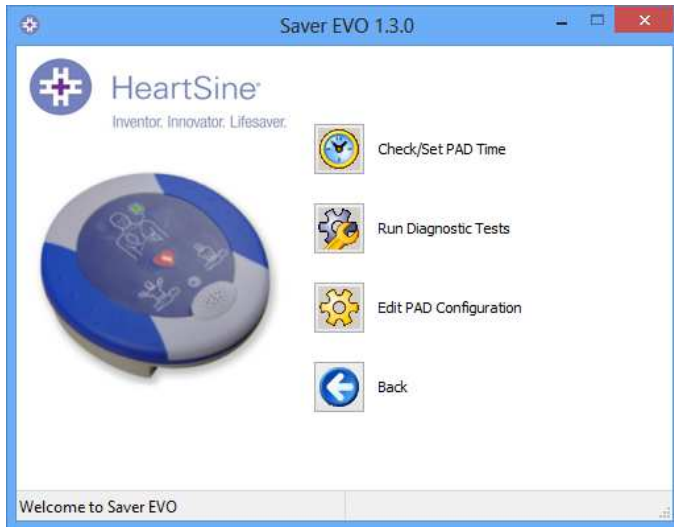 Saver EVO 1.3.0
HeartSine®
Inventor. Innovator. Lifesaver.
Check/Set PAD Time
Run Diagnostic Tests
Edit PAD Configuration
Back
Welcome to Saver EVO